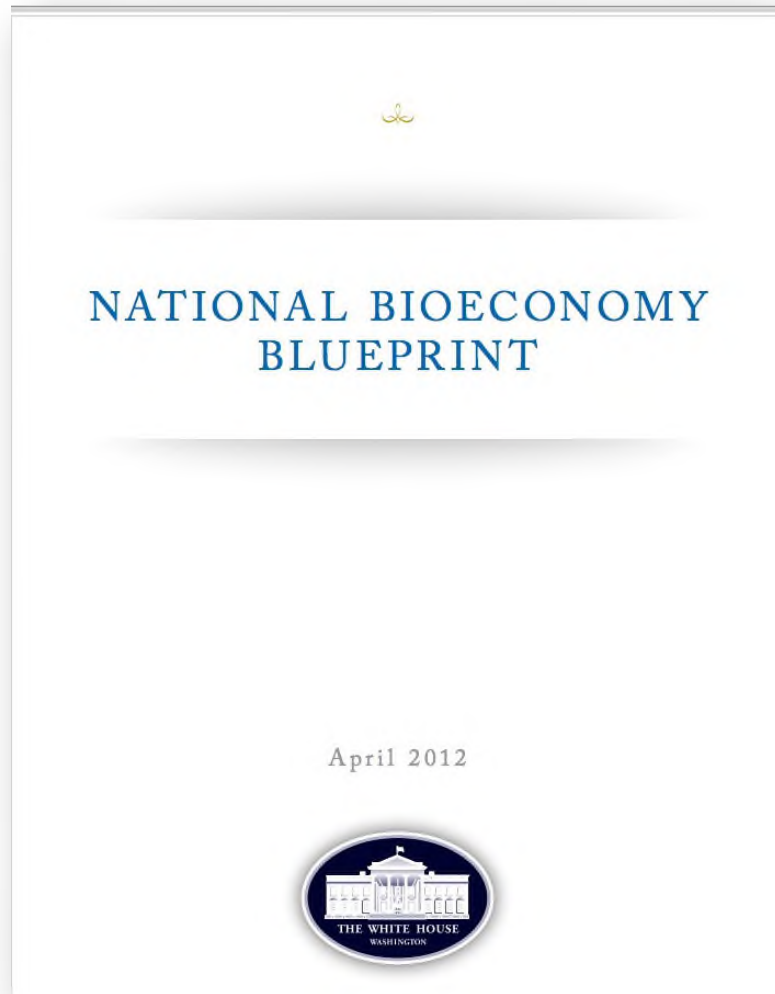 NATIONAL BIOECONOMY
BLUEPRINT
April 2012
THE WHITE HOUSE
WASHINGTON